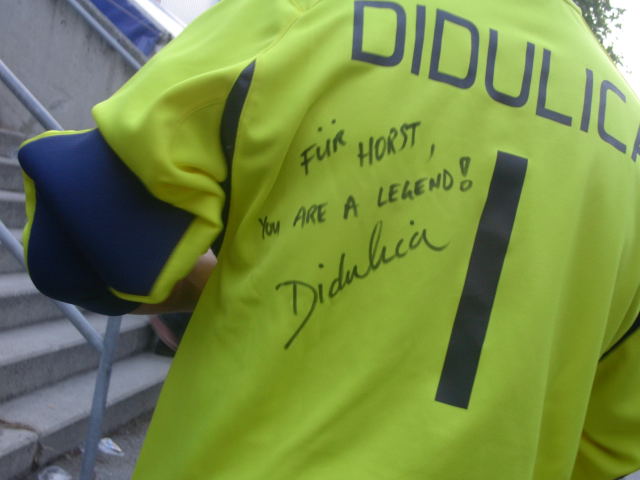 DIDULICA
FÜR HORST,
YOU ARE A LEGEND!
Didulica
1